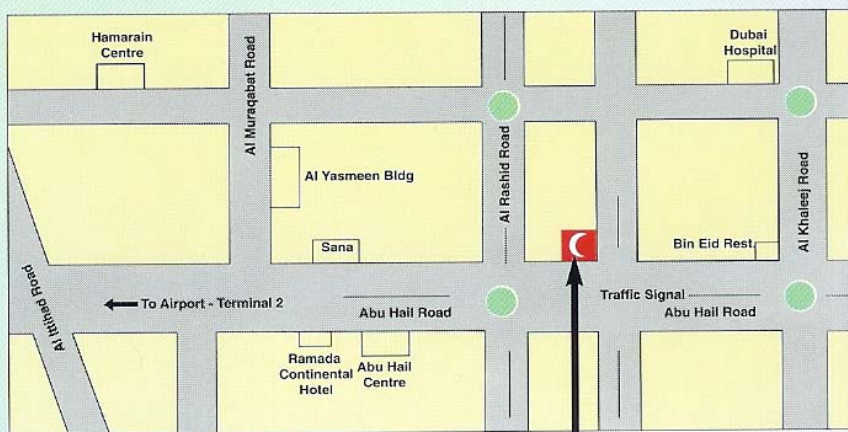 Hamarain
Centre
Al Muraqabat Road
Dubai
Hospital
Al Yasmeen Bldg
Al Rashid Road
Al Khaleej Road
Sana
Bin Eid Rest.
Al Ittihad Road
To Airport - Terminal 2
Abu Hail Road
Traffic Signal
Abu Hail Road
Ramada
Continental
Hotel
Abu Hail
Centre